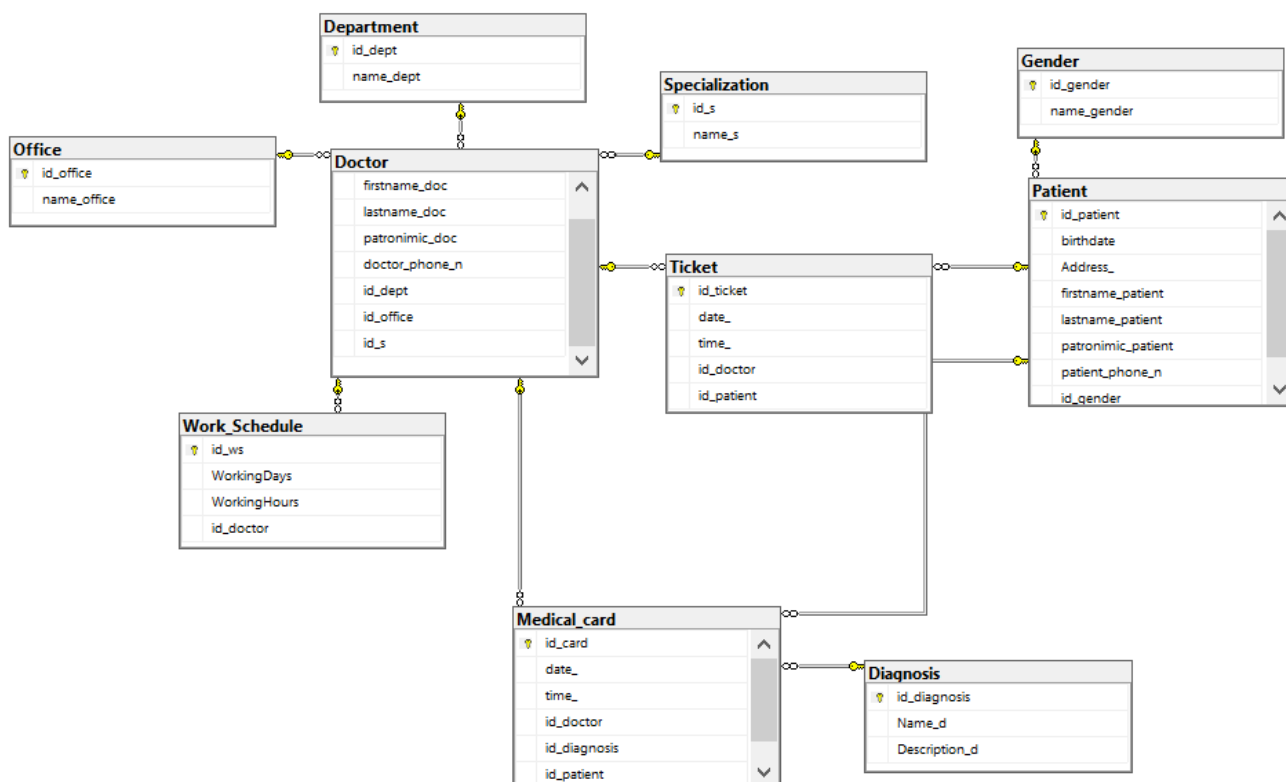 Department
id_dept
name_dept
Specialization
id_s
name_s
Gender
id_gender
name_gender
Office
id_office
name_office
Doctor
firstname_doc
lastname_doc
patronimic_doc
doctor_phone_n
id_dept
id_office
id_s
Patient
id_patient
birthdate
Address_
firstname_patient
lastname_patient
patronimic_patient
patient_phone_n
id_gender
Ticket
id_ticket
date_
time_
id_doctor
id_patient
Work_Schedule
id_ws
WorkingDays
WorkingHours
id_doctor
Medical_card
id_card
date_
time_
id_doctor
id_diagnosis
id_patient
Diagnosis
id_diagnosis
Name_d
Description_d